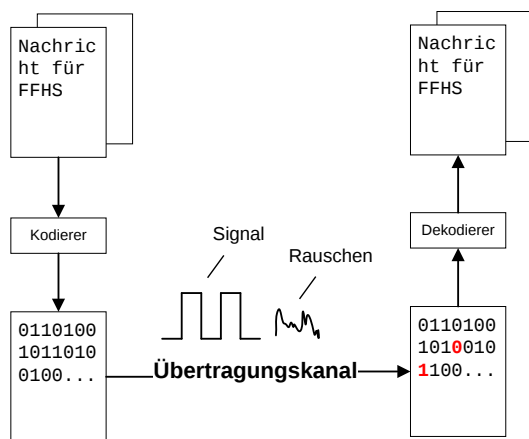 Nachric
ht für
FFHS
Nachric
ht für
FFHS
Kodierer
Dekodierer
Signal
Rauschen
0110100
1011010
0100...
Übertragungskanal
0110100
1010010
1100...